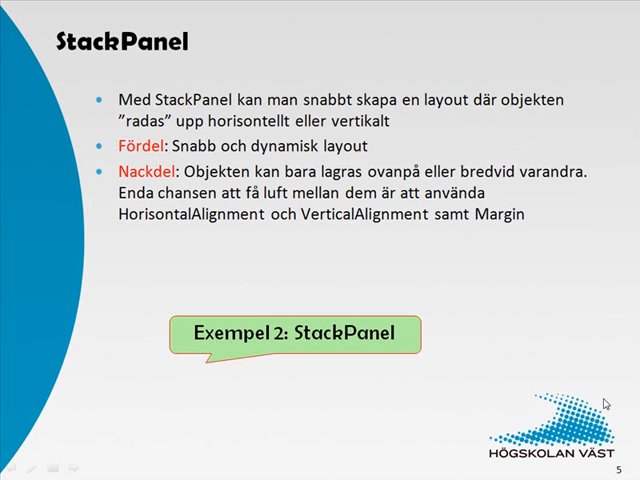 StackPanel
• Med StackPanel kan man snabbt skapa en layout där objekten
”radas” upp horisontellt eller vertikalt
• Fördel: Snabb och dynamisk layout
• Nackdel: Objekten kan bara lagras ovanpå eller bredvid varandra.
Enda chansen att få luft mellan dem är att använda
HorisontalAlignment och VerticalAlignment samt Margin
Exempel 2: StackPanel
HÖGSKOLAN VÄST
5